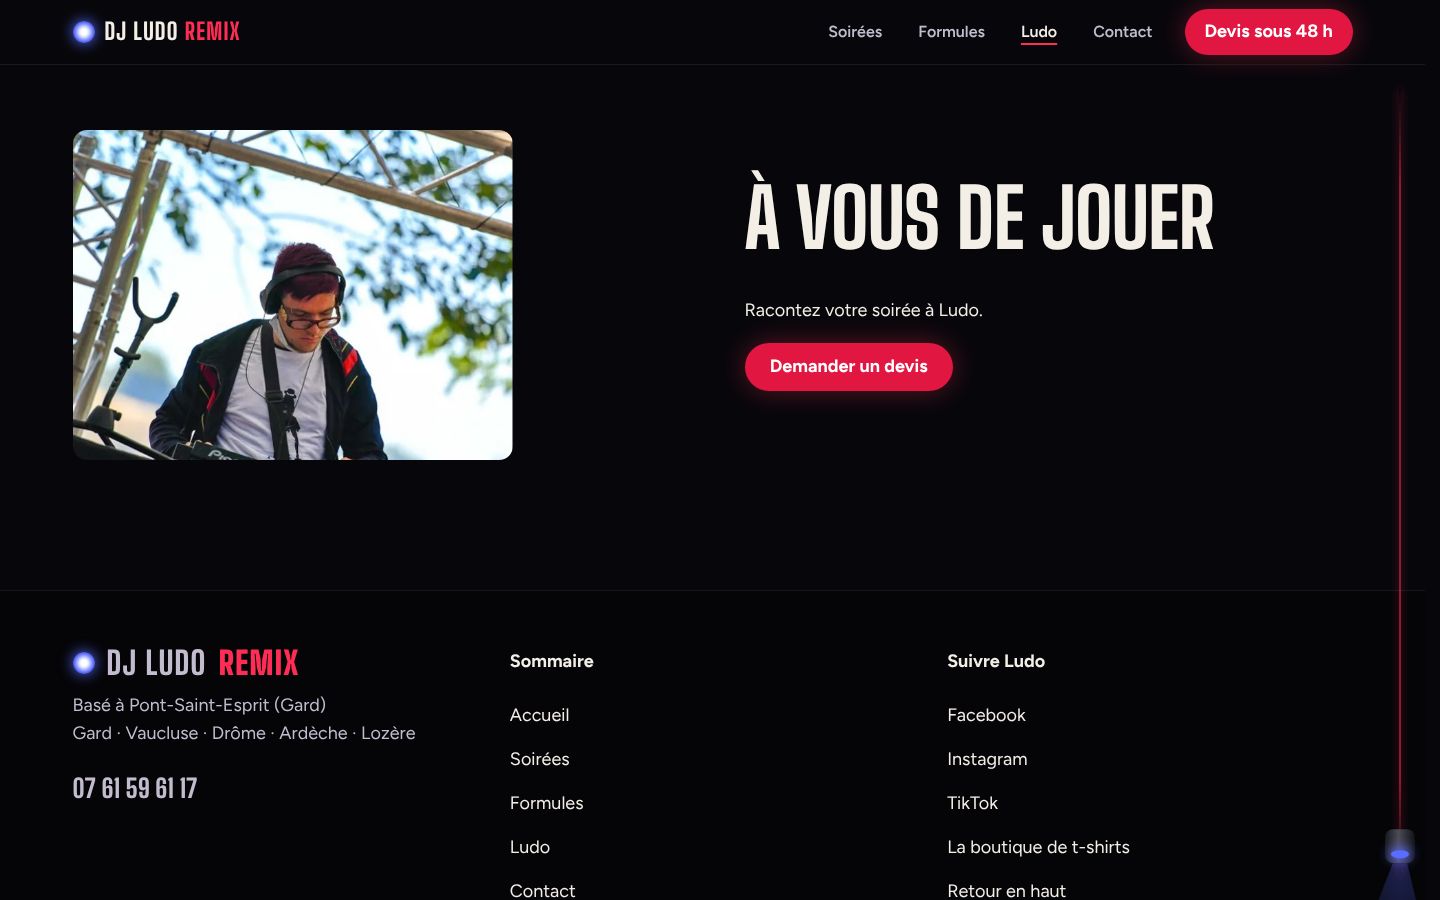 DJ LUDO REMIX
Soirées
Formules
Ludo
Contact
Devis sous 48 h
À VOUS DE JOUER
Racontez votre soirée à Ludo.
Demander un devis
DJ LUDO REMIX
Basé à Pont-Saint-Esprit (Gard)
Gard · Vaucluse · Drôme · Ardèche · Lozère
07 61 59 61 17
Sommaire
Accueil
Soirées
Formules
Ludo
Contact
Suivre Ludo
Facebook
Instagram
TikTok
La boutique de t-shirts
Retour en haut